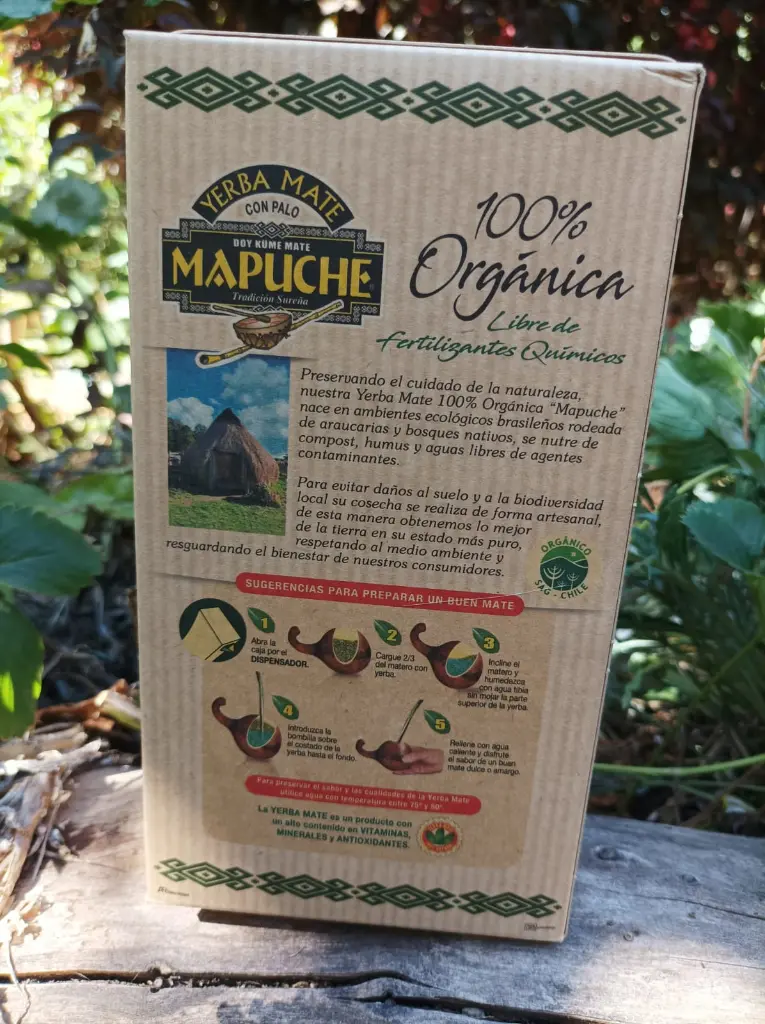 YERBA MATE
CON PALO
DOY KÜME MATE
MAPUCHE
Tradición Sureña
100%
Orgánica
Libre de
fertilizantes Químicos
Preservando el cuidado de la naturaleza,
nuestra Yerba Mate 100% Orgánica "Mapuche"
nace en ambientes ecológicos brasileños rodeada
de araucarias y bosques nativos, se nutre de
compost, humus y aguas libres de agentes
contaminantes.
Para evitar daños al suelo y a la biodiversidad
local su cosecha se realiza de forma artesanal,
de esta manera obtenemos lo mejor
de la tierra en su estado más puro,
respetando al medio ambiente y
resguardando el bienestar de nuestros consumidores.
ORGÁNICO
SAG - CHILE
SUGERENCIAS PARA PREPARAR UN BUEN MATE
1
Abra la
caja por el
DISPENSADOR.
2
Cargue 2/3
del matero con
yerba.
3
Incline el
matero y
humedezca
con agua tibia
sin mojar la parte
superior de la yerba.
4
Introduzca la
bombilla sobre
el costado de la
yerba hasta el fondo.
5
Rellene con agua
caliente y disfrute
el sabor de un buen
mate dulce o amargo.
Para preservar el sabor y las cualidades de la Yerba Mate
utilice agua con temperatura entre 75° y 80°.
La YERBA MATE es un producto con
un alto contenido en VITAMINAS,
MINERALES y ANTIOXIDANTES.